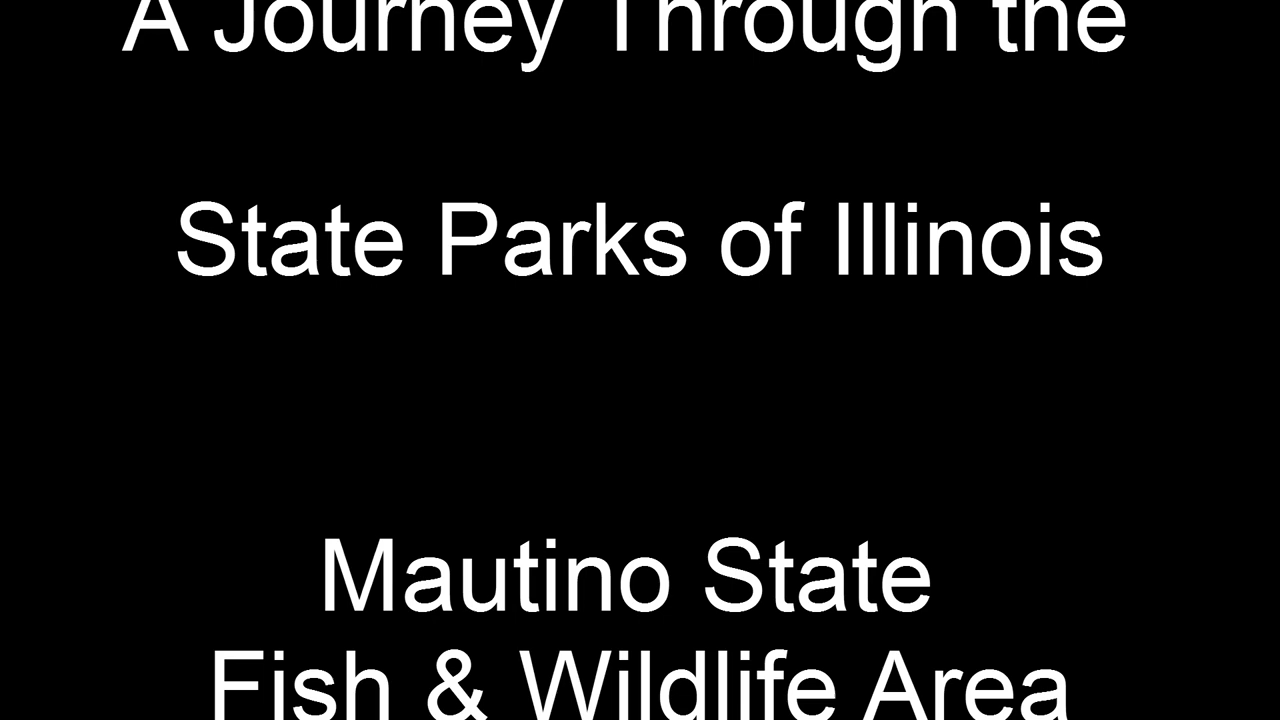 A Journey Through the
State Parks of Illinois
Mautino State
Fish & Wildlife Area